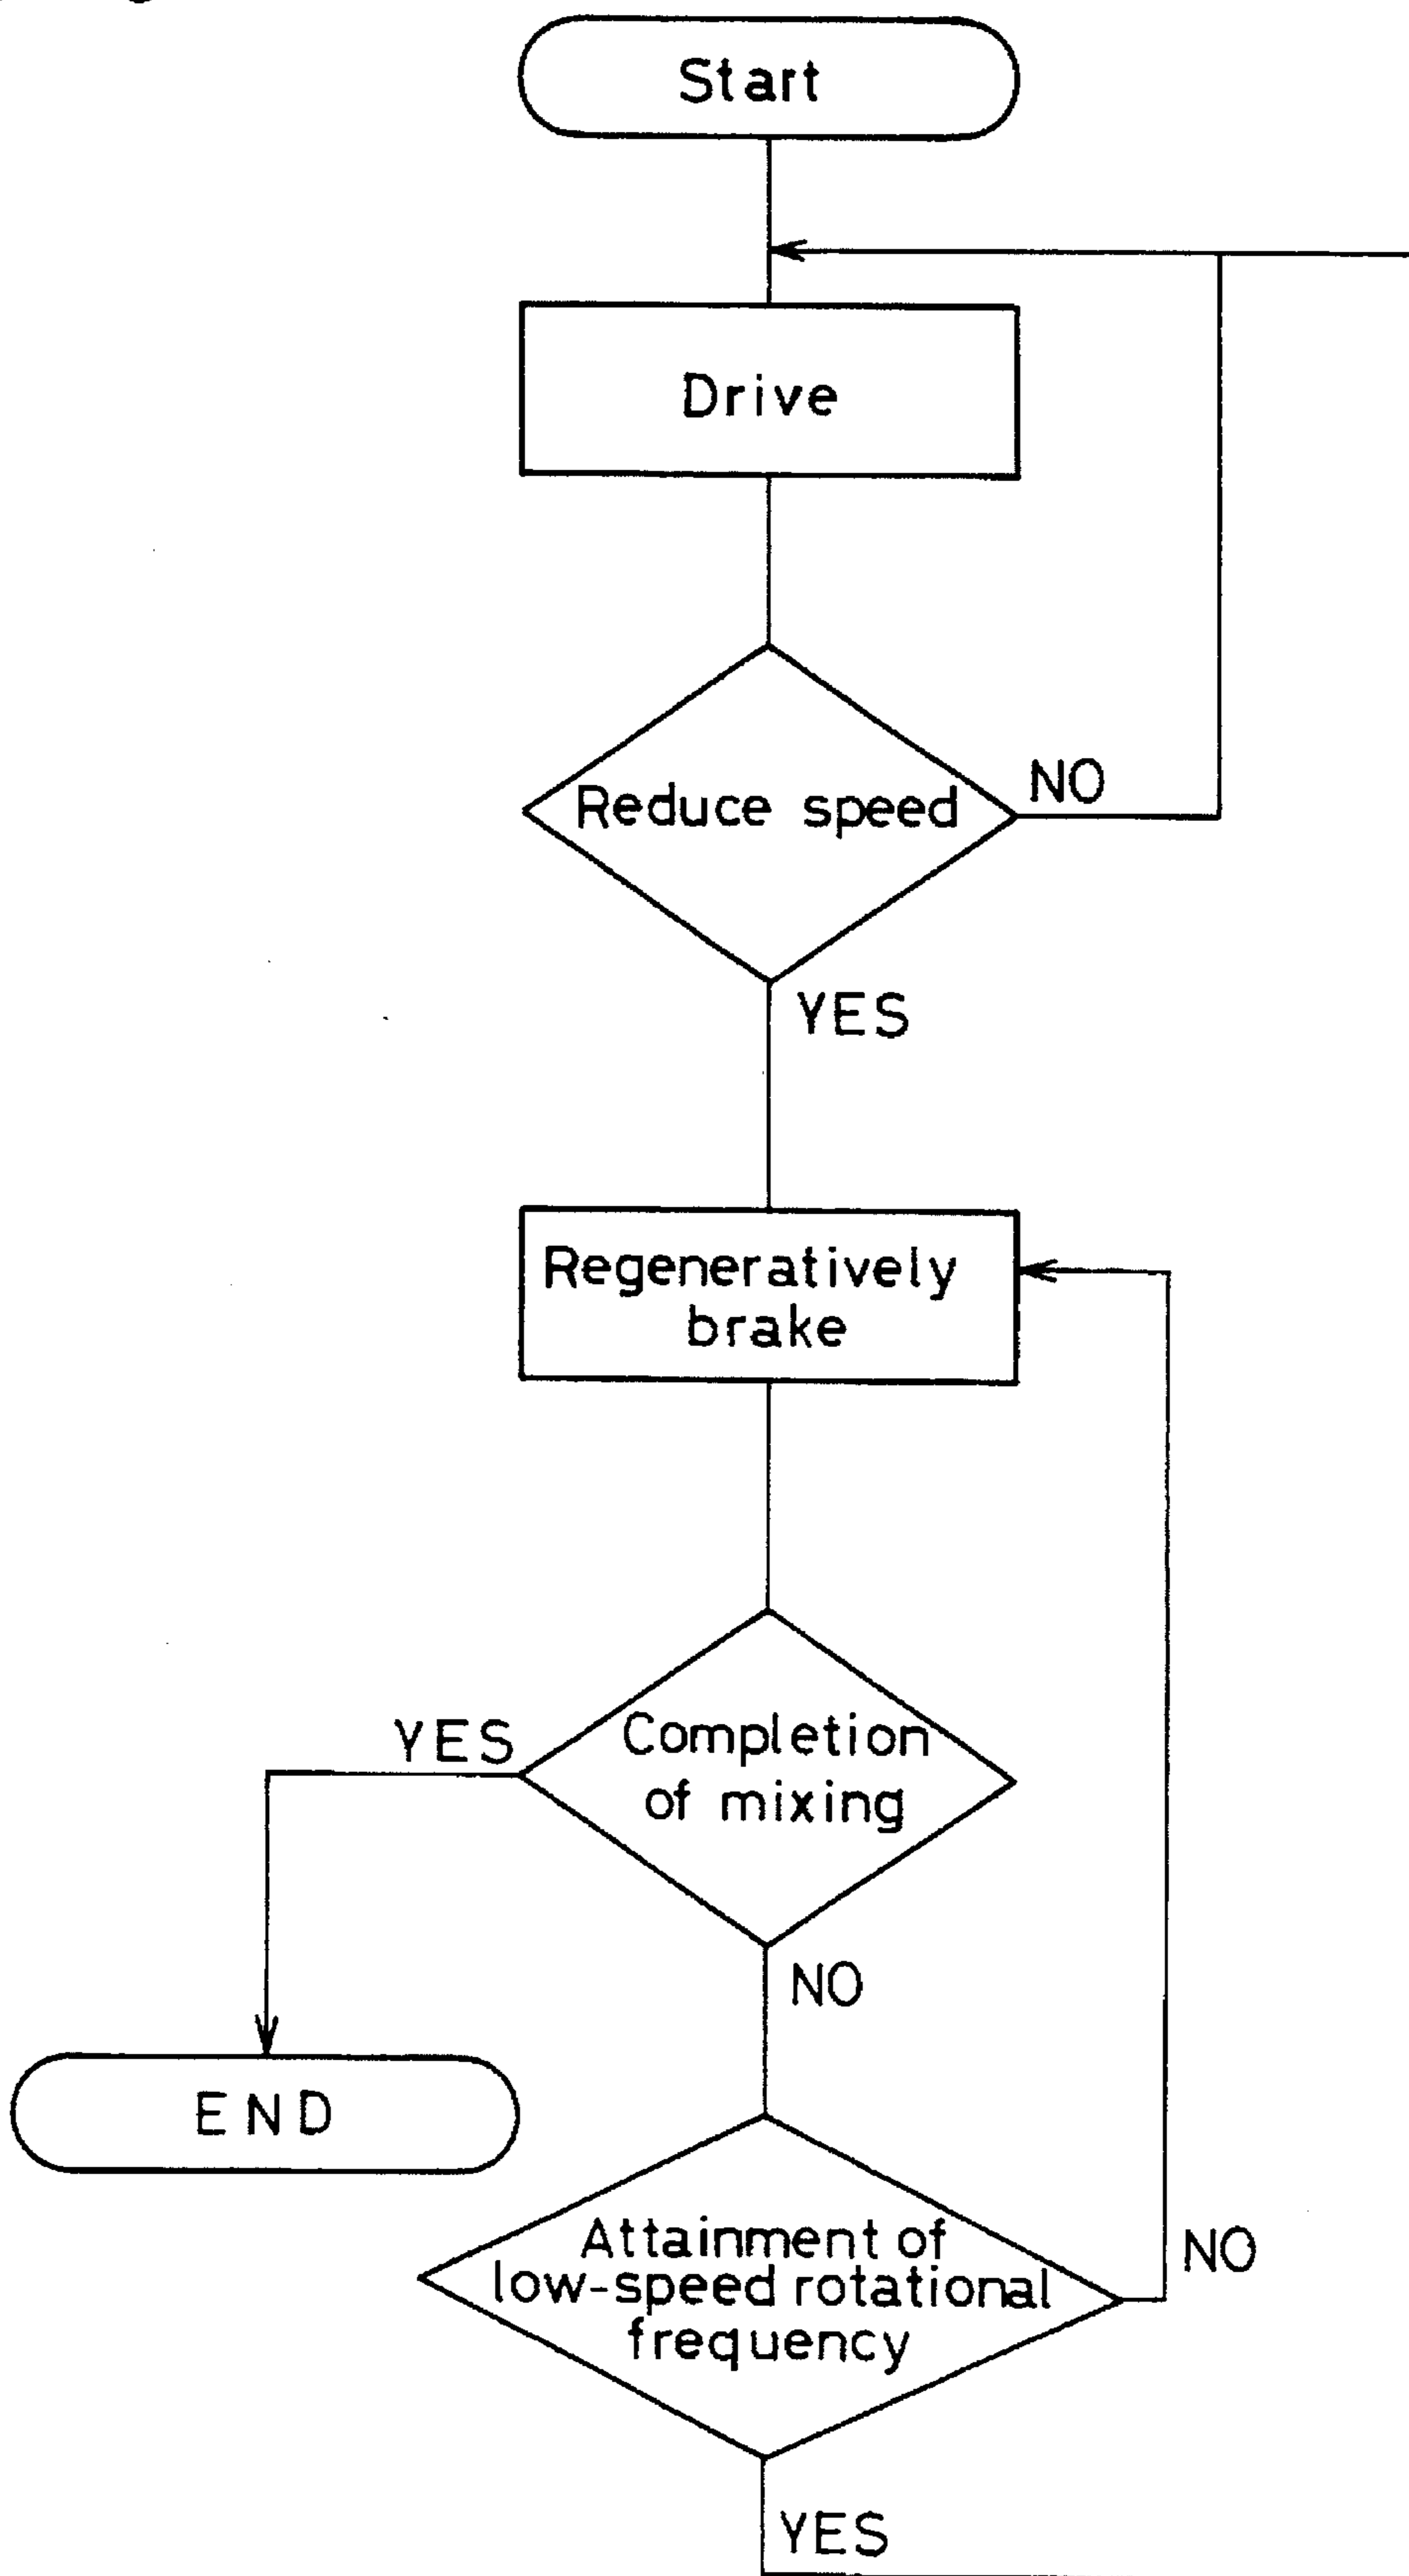 Start
Drive
Reduce speed
NO
YES
Regeneratively
brake
YES
Completion
of mixing
NO
END
Attainment of
low-speed rotational
frequency
NO
YES